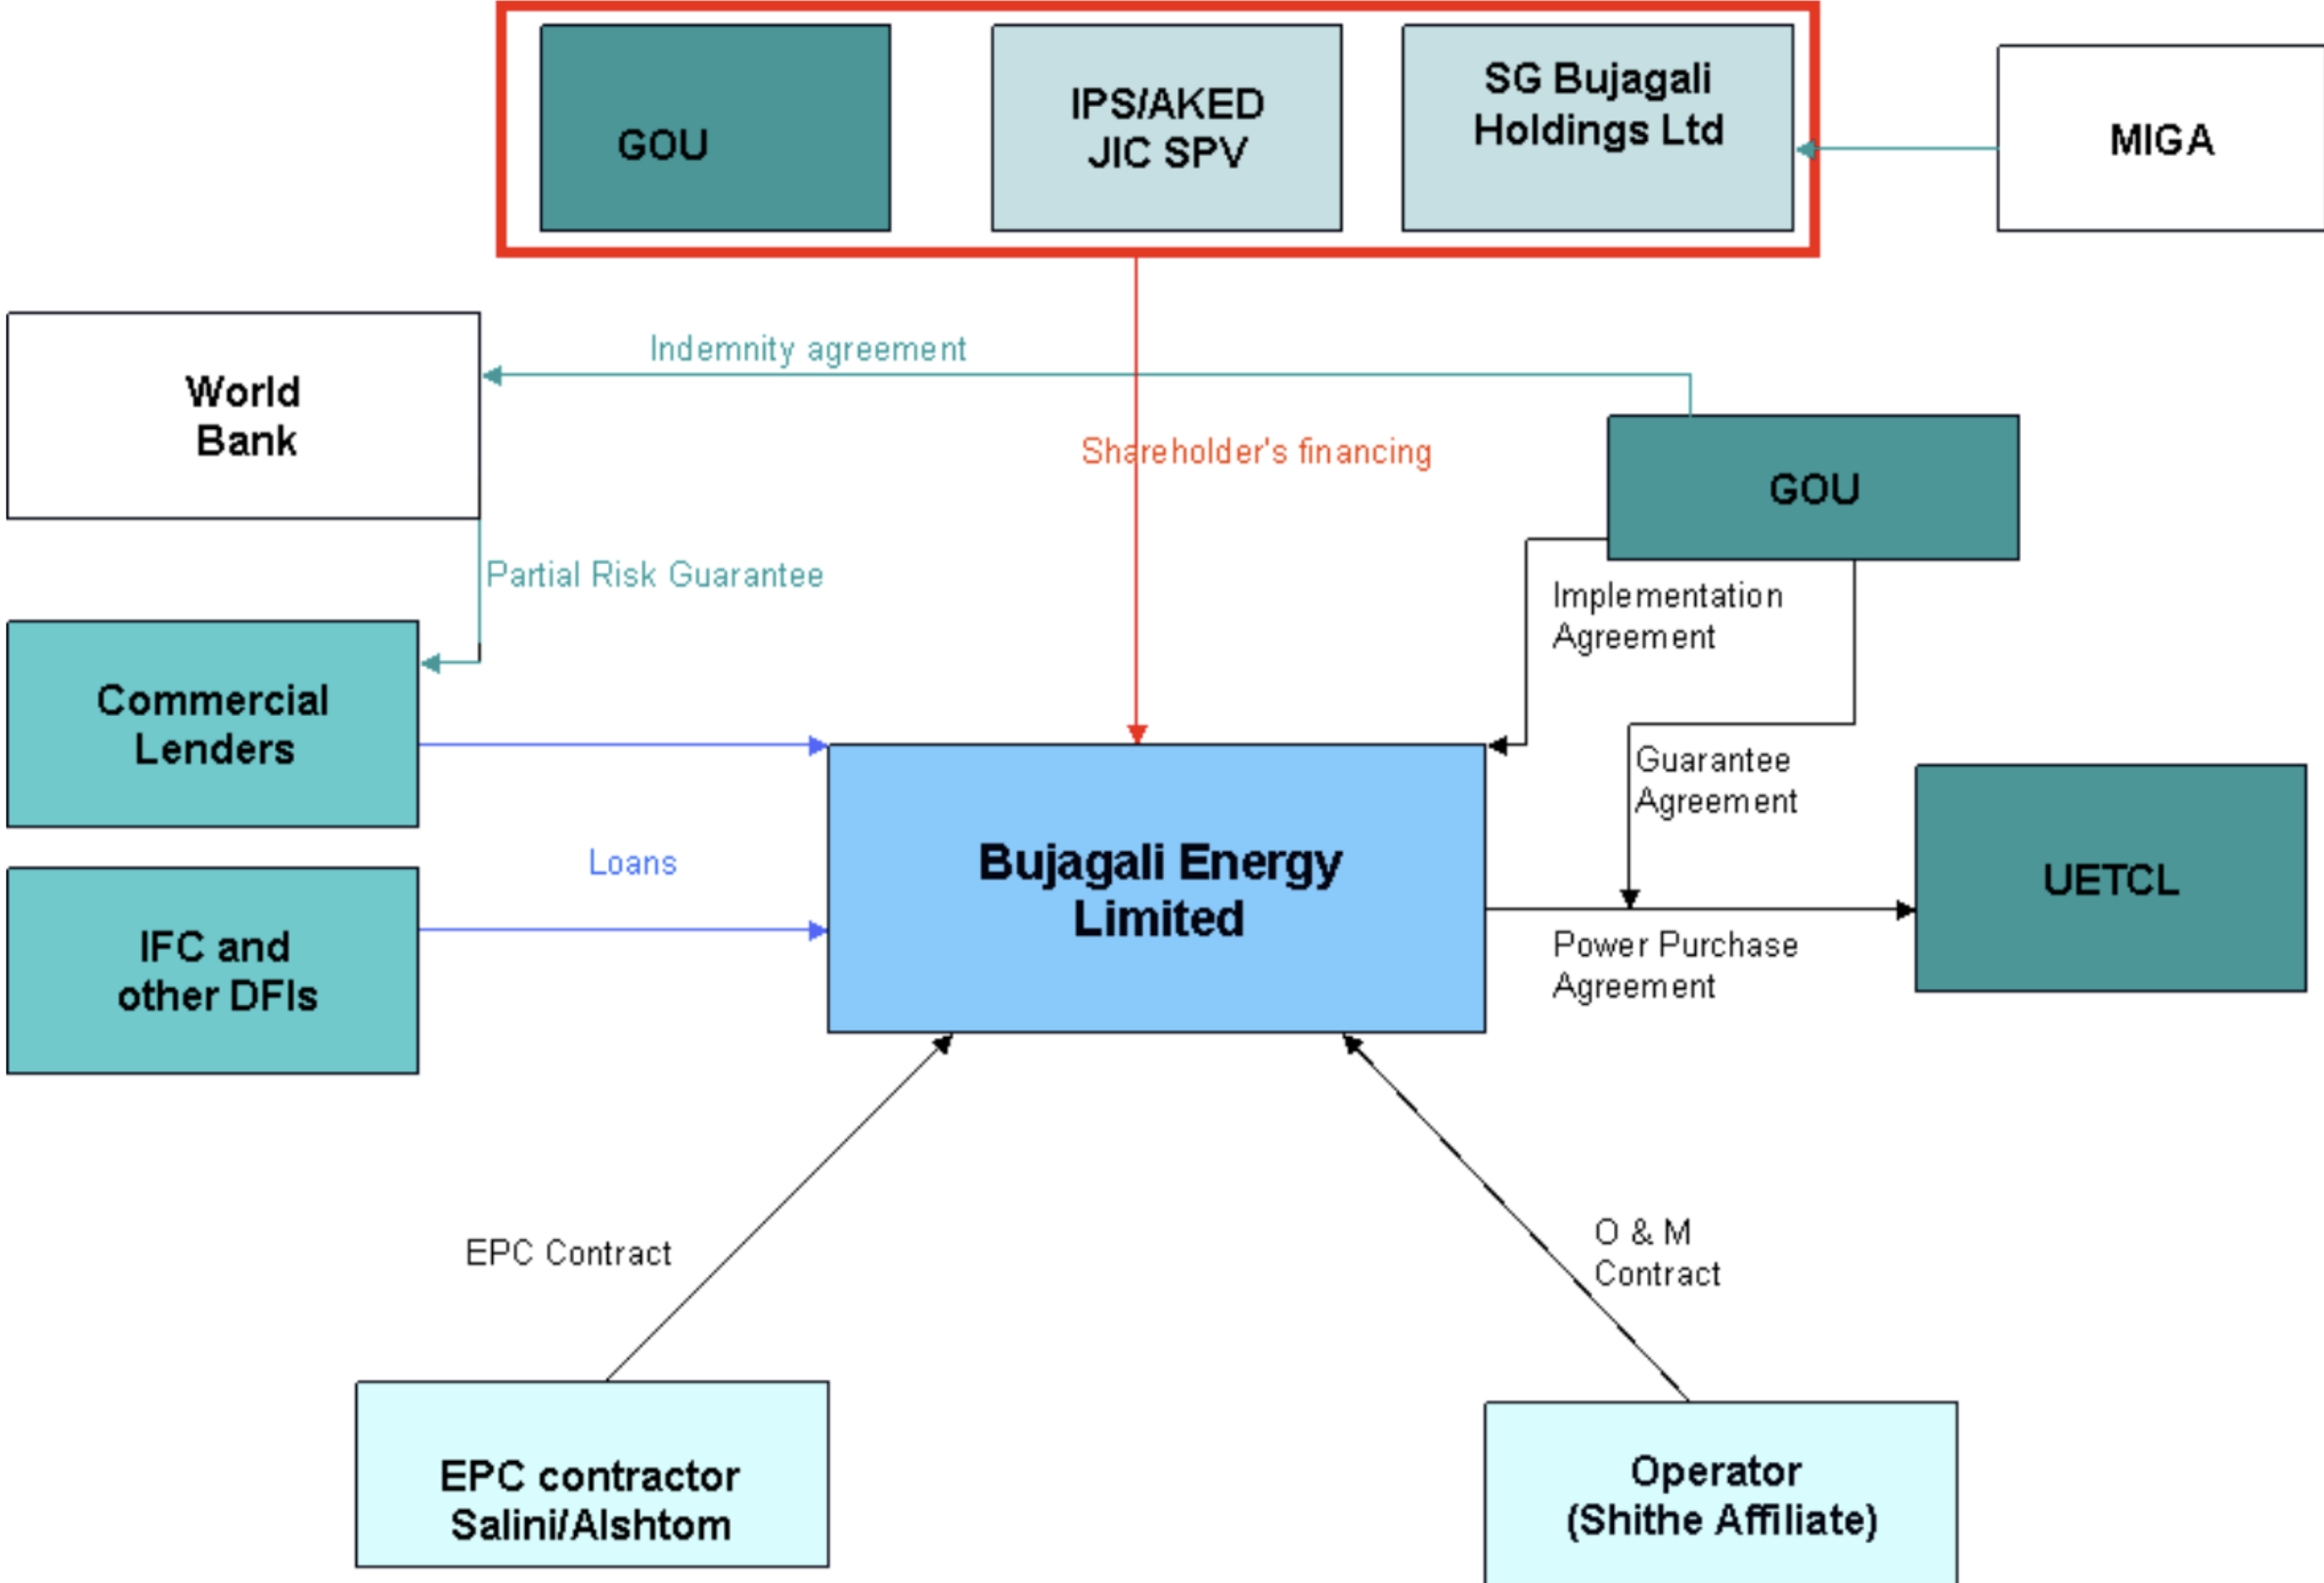 GOU
IPS/AKED
JIC SPV
SG Bujagali
Holdings Ltd
MIGA
Indemnity agreement
World
Bank
Shareholder's financing
GOU
Partial Risk Guarantee
Implementation
Agreement
Commercial
Lenders
Guarantee
Agreement
Loans
Bujagali Energy
Limited
UETCL
IFC and
other DFIs
Power Purchase
Agreement
EPC Contract
O & M
Contract
EPC contractor
Salini/Alshtom
Operator
(Shithe Affiliate)